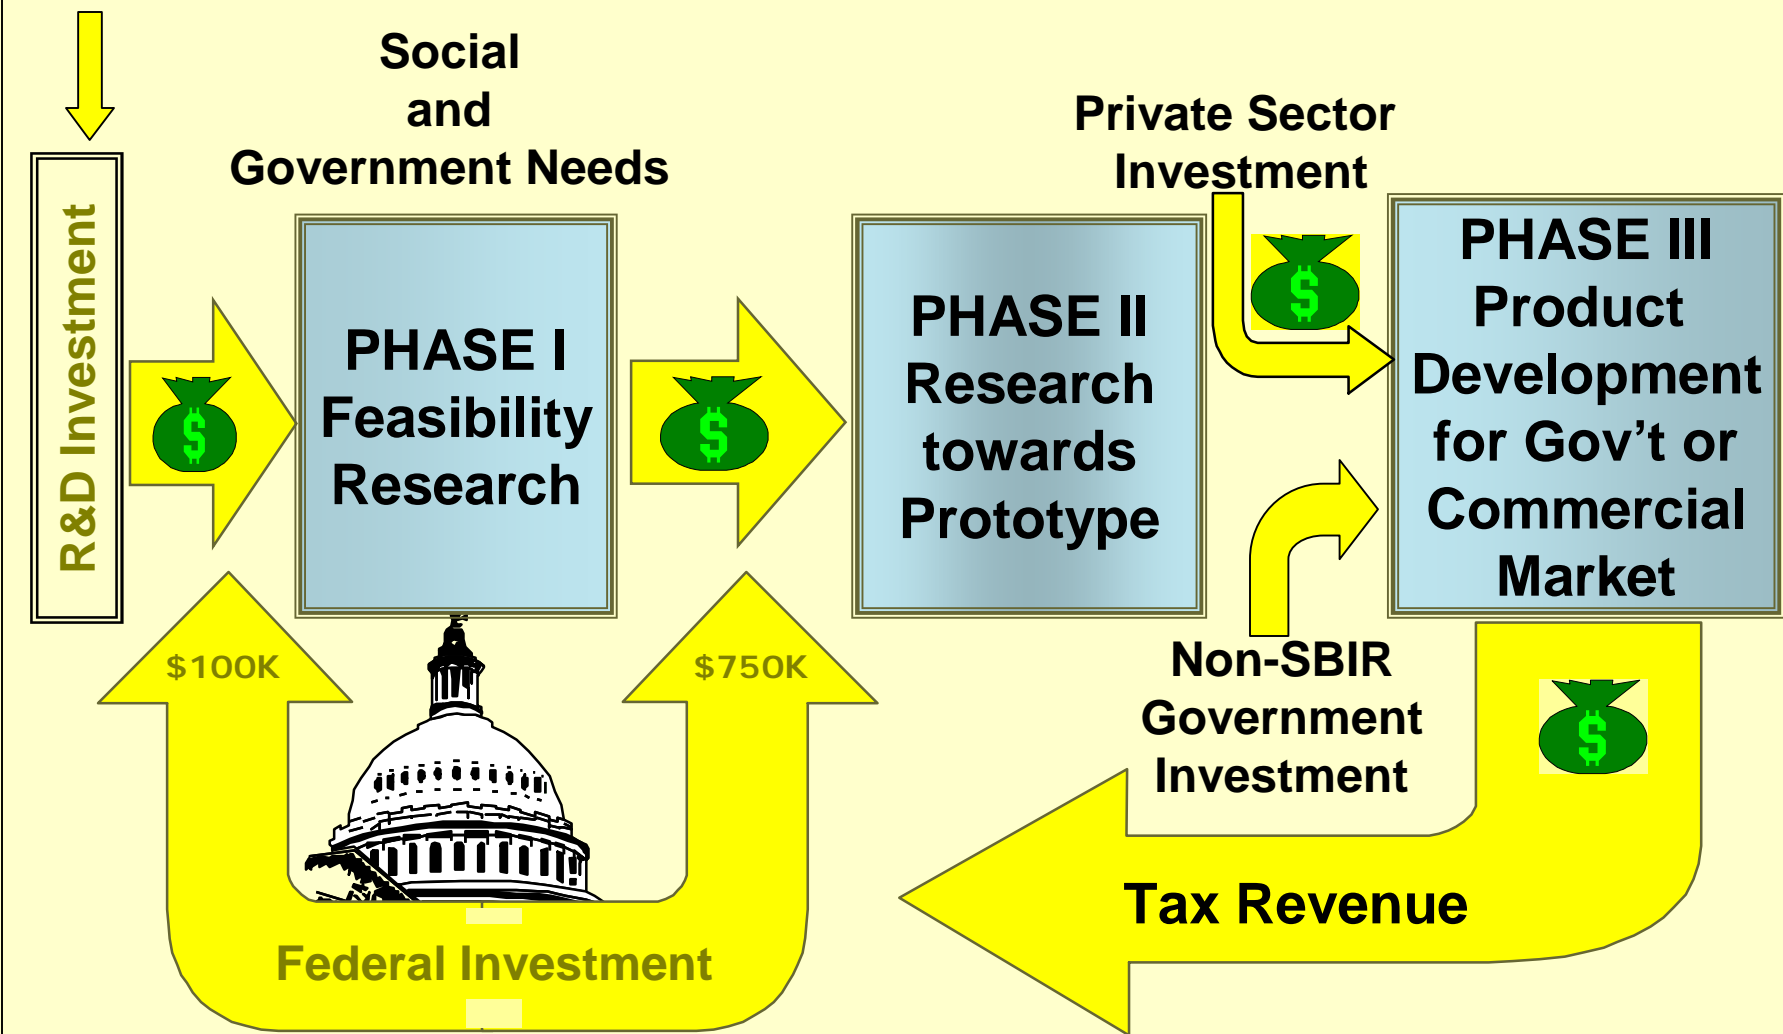 Social
and
Government Needs
Private Sector
Investment
R&D Investment
$
PHASE I
Feasibility
Research
$
PHASE II
Research
towards
Prototype
$
PHASE III
Product
Development
for Gov’t or
Commercial
Market
$100K
$750K
Non-SBIR
Government
Investment
$
Tax Revenue
Federal Investment